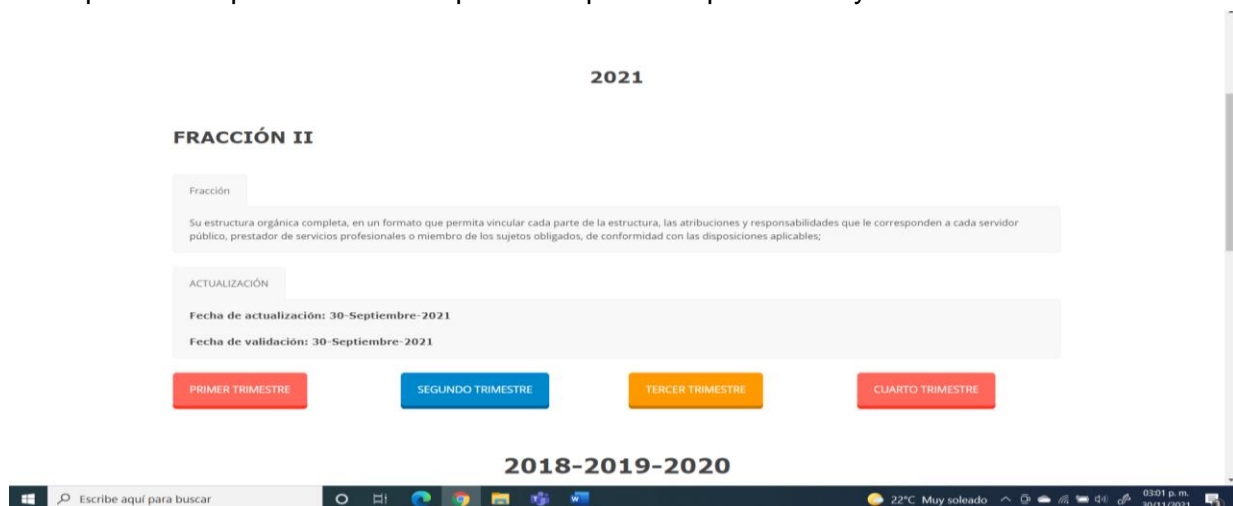 2021
FRACCIÓN II
Fracción
Su estructura orgánica completa, en un formato que permita vincular cada parte de la estructura, las atribuciones y responsabilidades que le corresponden a cada servidor
público, prestador de servicios profesionales o miembro de los sujetos obligados, de conformidad con las disposiciones aplicables;
ACTUALIZACIÓN
Fecha de actualización: 30-Septiembre-2021
Fecha de validación: 30-Septiembre-2021
PRIMER TRIMESTRE SEGUNDO TRIMESTRE TERCER TRIMESTRE CUARTO TRIMESTRE
2018-2019-2020
Escribe aquí para buscar 22°C Muy soleado 03:01 p. m.
30/11/2021